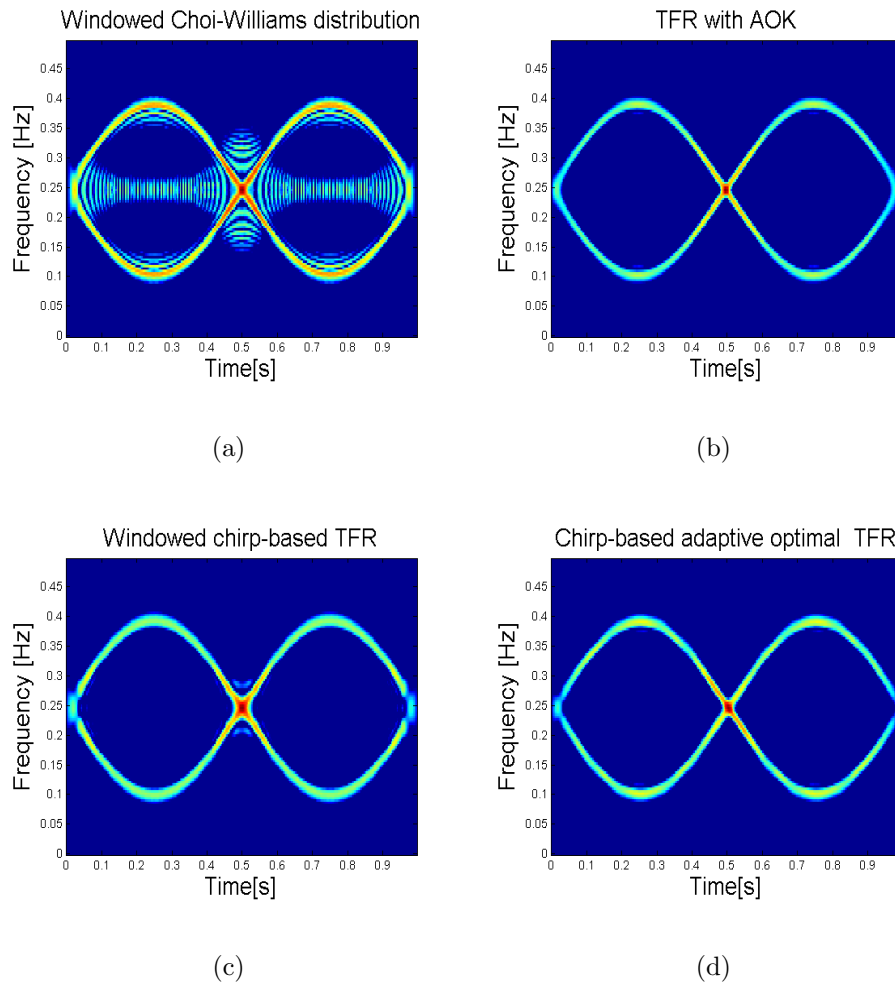 Windowed Choi-Williams distribution
Frequency [Hz]
0.45
0.4
0.35
0.3
0.25
0.2
0.15
0.1
0.05
0
0 0.1 0.2 0.3 0.4 0.5 0.6 0.7 0.8 0.9
Time[s]
(a)
TFR with AOK
Frequency [Hz]
0.45
0.4
0.35
0.3
0.25
0.2
0.15
0.1
0.05
0
0 0.1 0.2 0.3 0.4 0.5 0.6 0.7 0.8 0.9
Time[s]
(b)
Windowed chirp-based TFR
Frequency [Hz]
0.45
0.4
0.35
0.3
0.25
0.2
0.15
0.1
0.05
0
0 0.1 0.2 0.3 0.4 0.5 0.6 0.7 0.8 0.9
Time[s]
(c)
Chirp-based adaptive optimal TFR
Frequency [Hz]
0.45
0.4
0.35
0.3
0.25
0.2
0.15
0.1
0.05
0
0 0.1 0.2 0.3 0.4 0.5 0.6 0.7 0.8 0.9
Time[s]
(d)